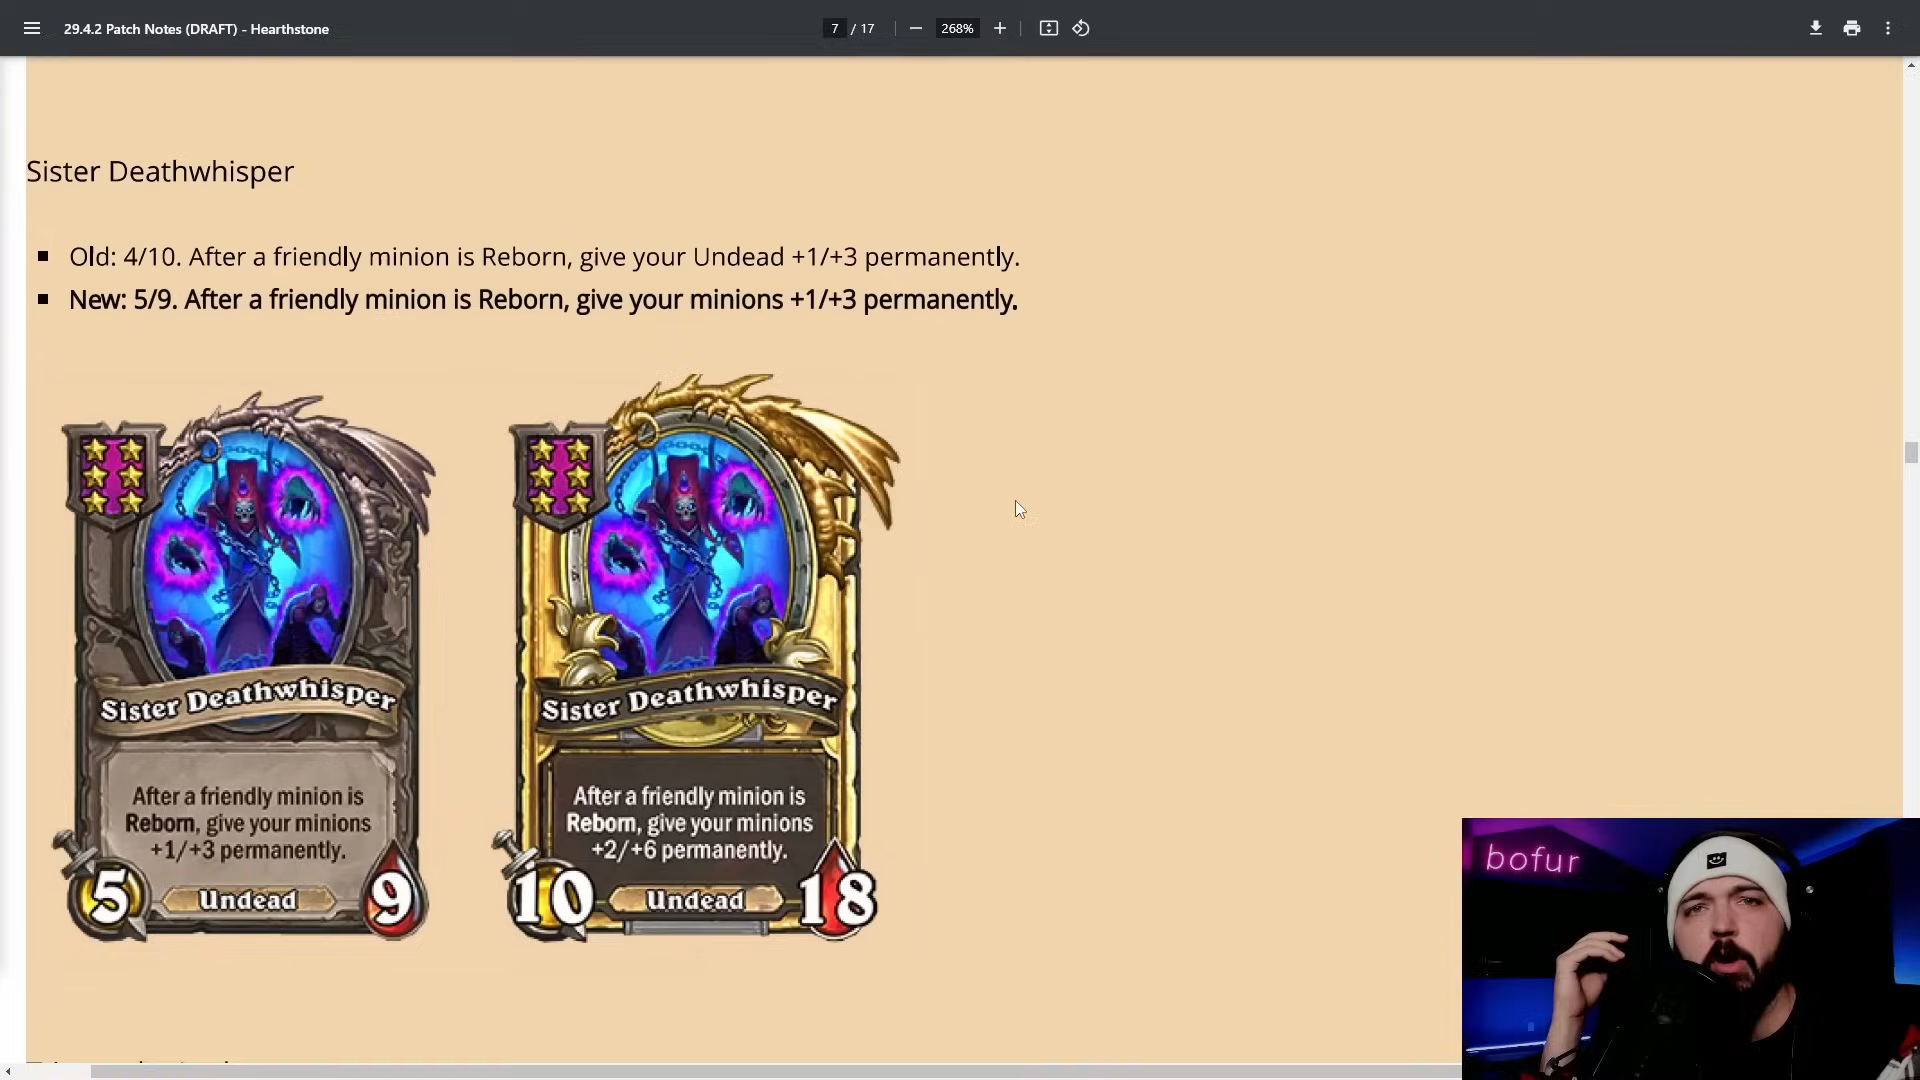 29.4.2 Patch Notes (DRAFT) - Hearthstone
7 / 17
268%
Sister Deathwhisper
Old: 4/10. After a friendly minion is Reborn, give your Undead +1/+3 permanently.
New: 5/9. After a friendly minion is Reborn, give your minions +1/+3 permanently.
Sister Deathwhisper
After a friendly minion is
Reborn, give your minions
+1/+3 permanently.
5
Undead
9
Sister Deathwhisper
After a friendly minion is
Reborn, give your minions
+2/+6 permanently.
10
Undead
18
bofur